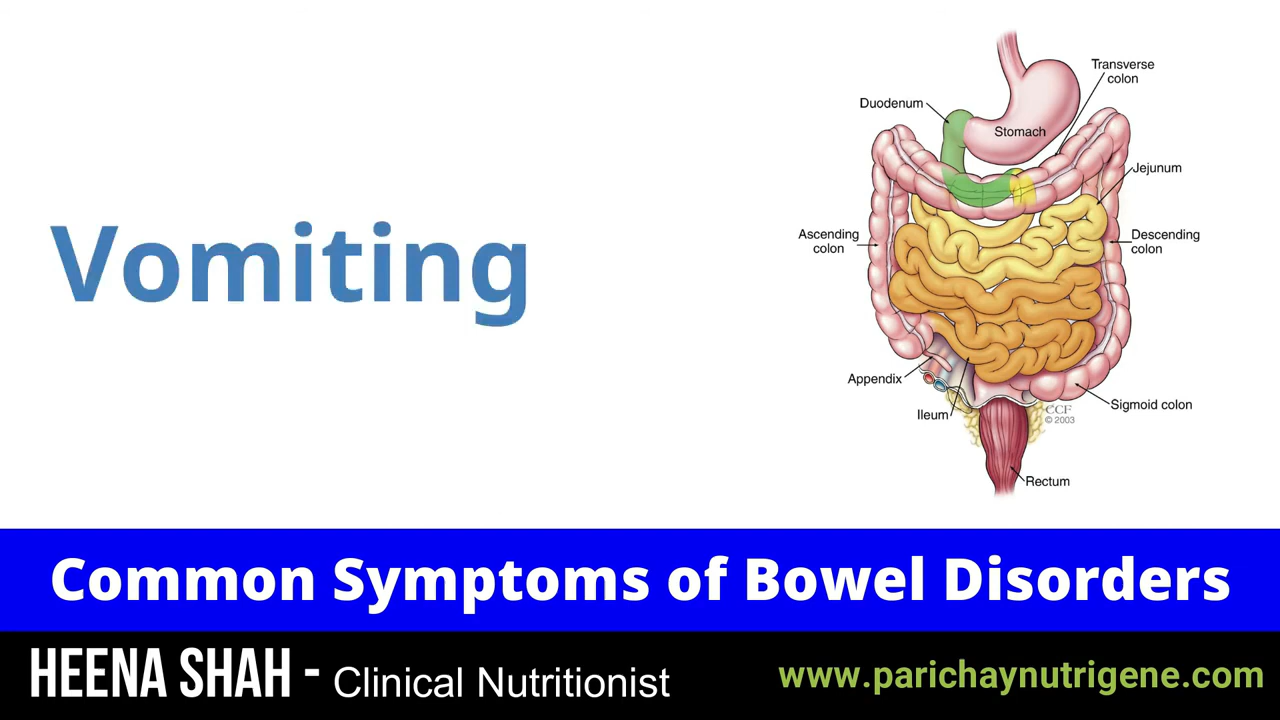 Vomiting
Transverse
colon
Duodenum
Stomach
Jejunum
Ascending
colon
Descending
colon
Appendix
Ileum
CCF
© 2003
Sigmoid colon
Rectum
Common Symptoms of Bowel Disorders
HEENA SHAH - Clinical Nutritionist
www.parichaynutrigene.com